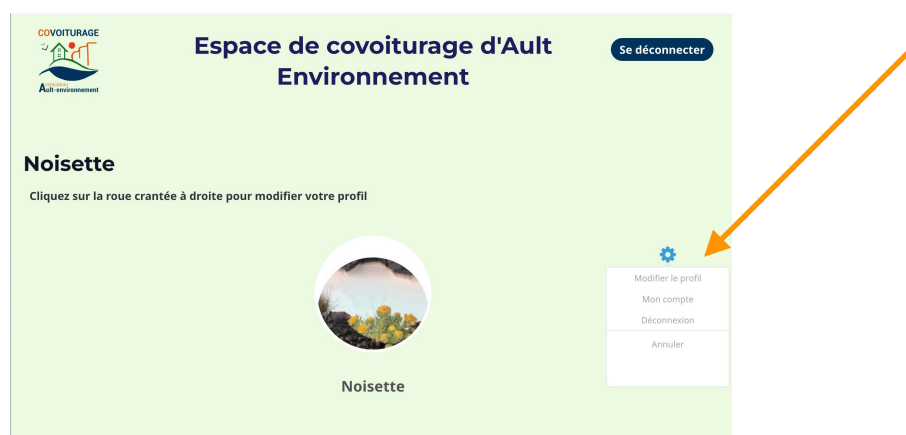 COVOITURAGE
Association
Ault-environnement
Espace de covoiturage d'Ault
Environnement
Se déconnecter
Noisette
Cliquez sur la roue crantée à droite pour modifier votre profil
Modifier le profil
Mon compte
Déconnexion
Annuler
Noisette